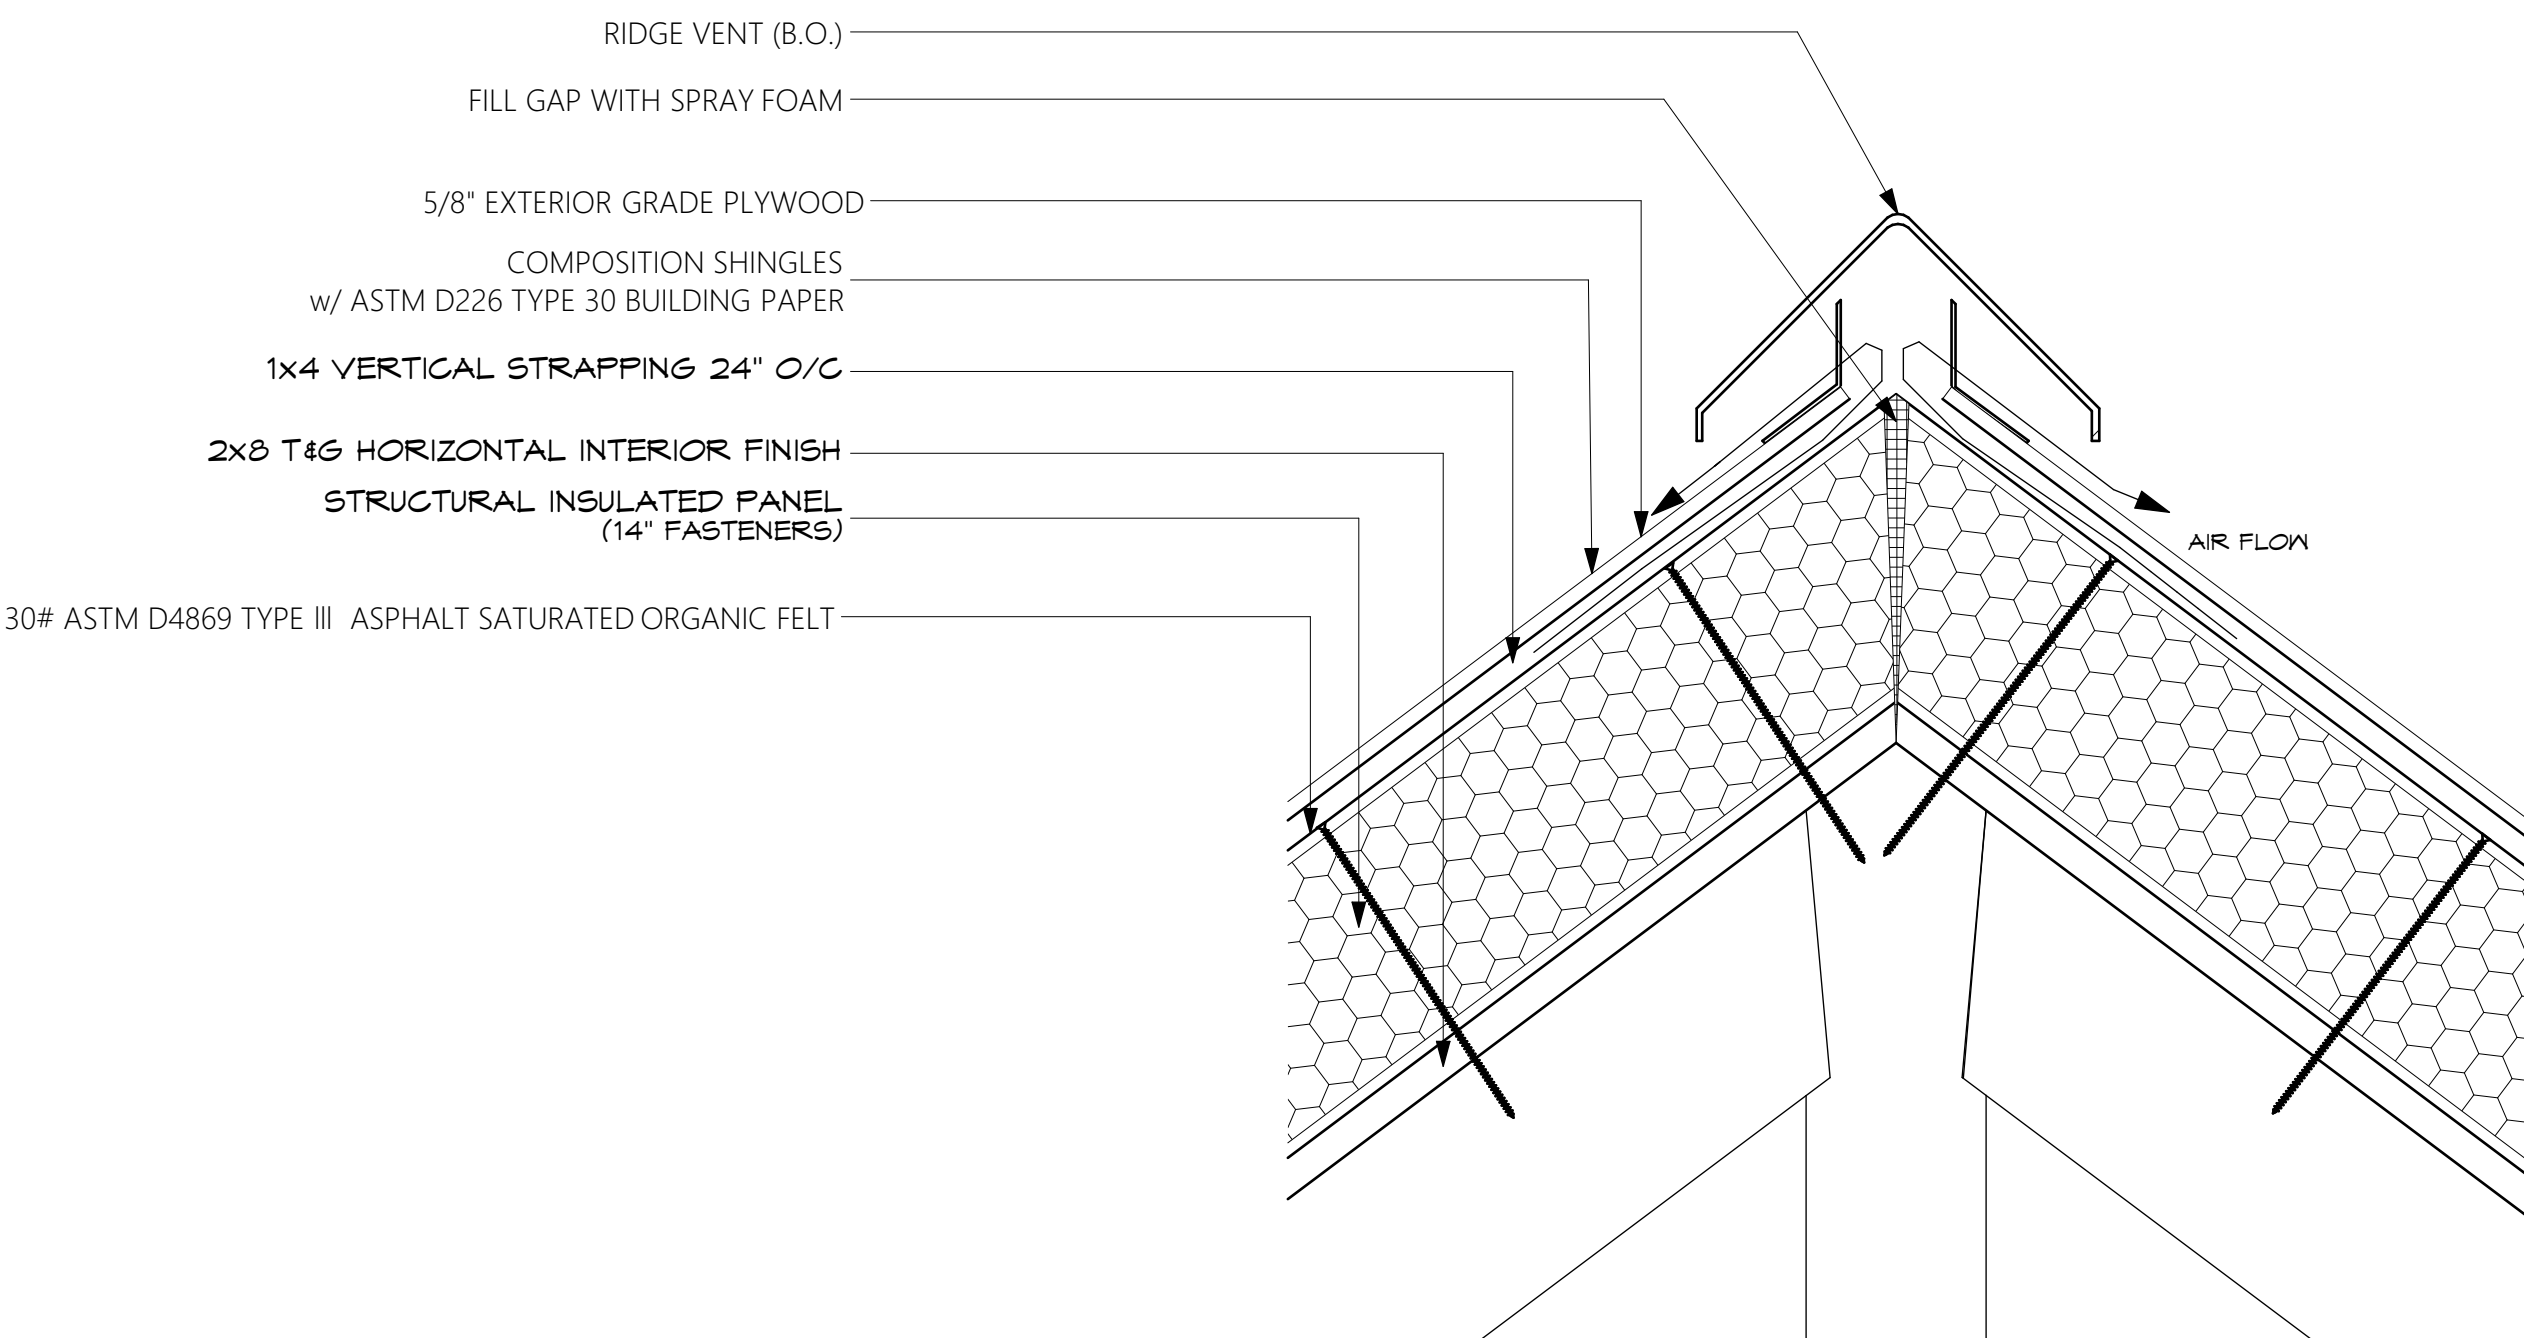 RIDGE VENT (B.O.)
FILL GAP WITH SPRAY FOAM
5/8" EXTERIOR GRADE PLYWOOD
COMPOSITION SHINGLES
w/ ASTM D226 TYPE 30 BUILDING PAPER
1x4 VERTICAL STRAPPING 24" O/C
2x8 T&G HORIZONTAL INTERIOR FINISH
STRUCTURAL INSULATED PANEL
(14" FASTENERS)
AIR FLOW
30# ASTM D4869 TYPE lll ASPHALT SATURATED ORGANIC FELT